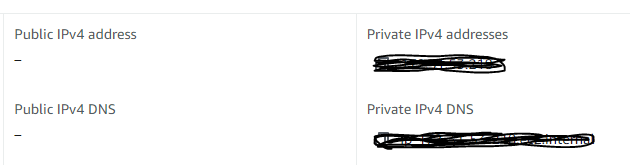 Public IPv4 address
Private IPv4 addresses
–
Public IPv4 DNS
Private IPv4 DNS
–